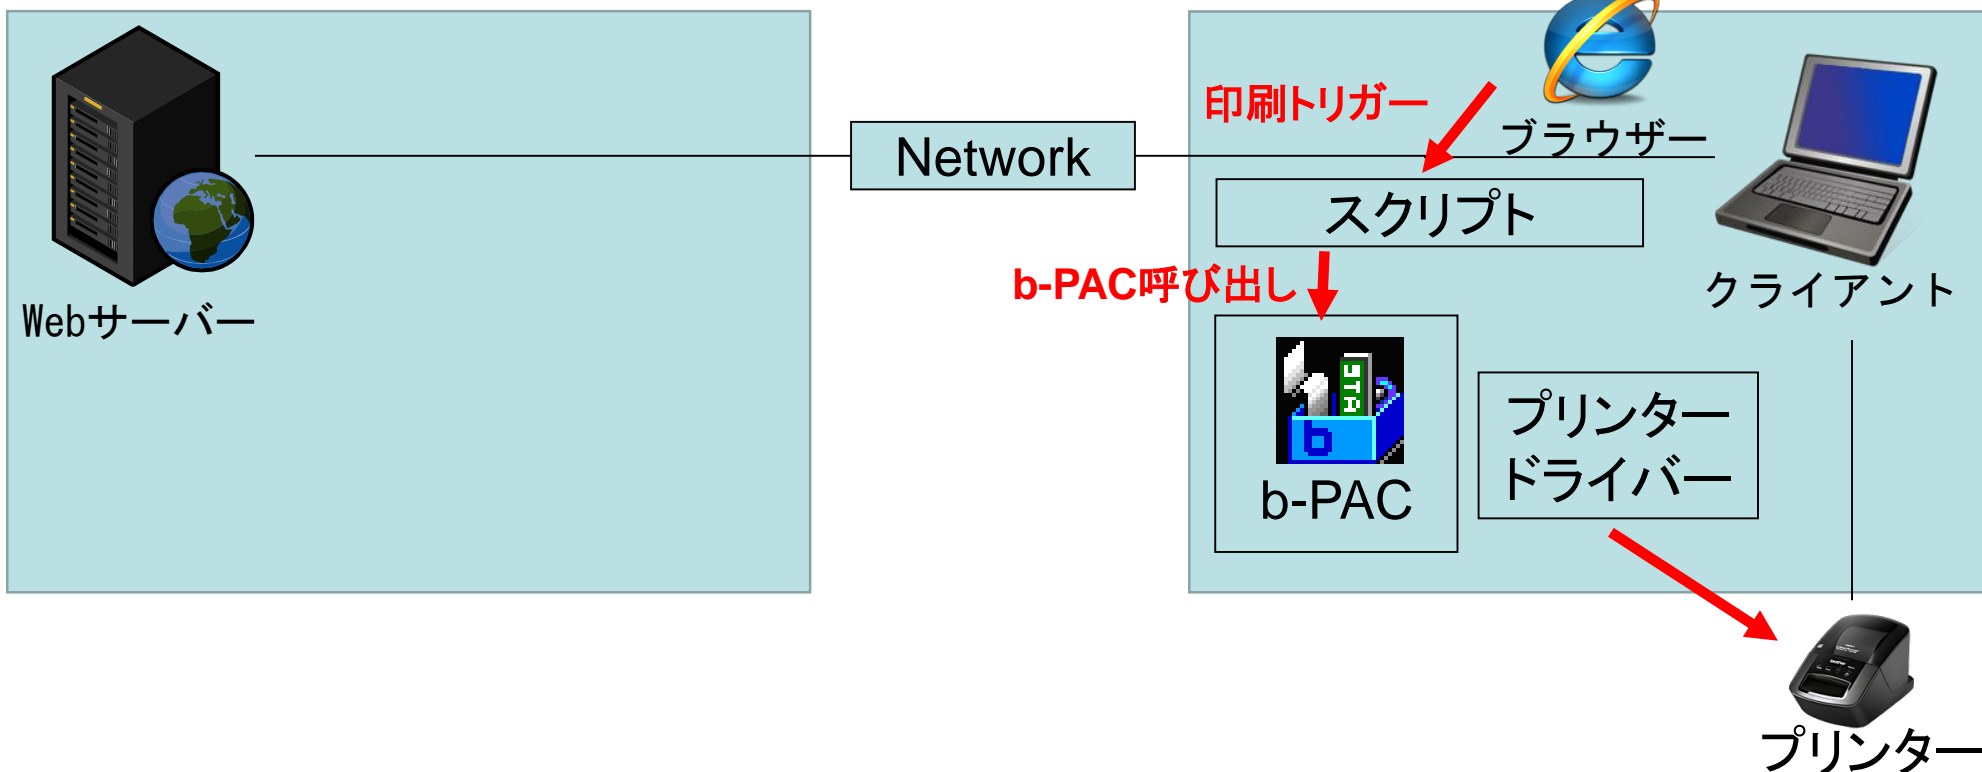 印刷トリガー
ブラウザー
Network
スクリプト
b-PAC呼び出し
クライアント
Webサーバー
STA
b
プリンター
ドライバー
b-PAC
プリンター